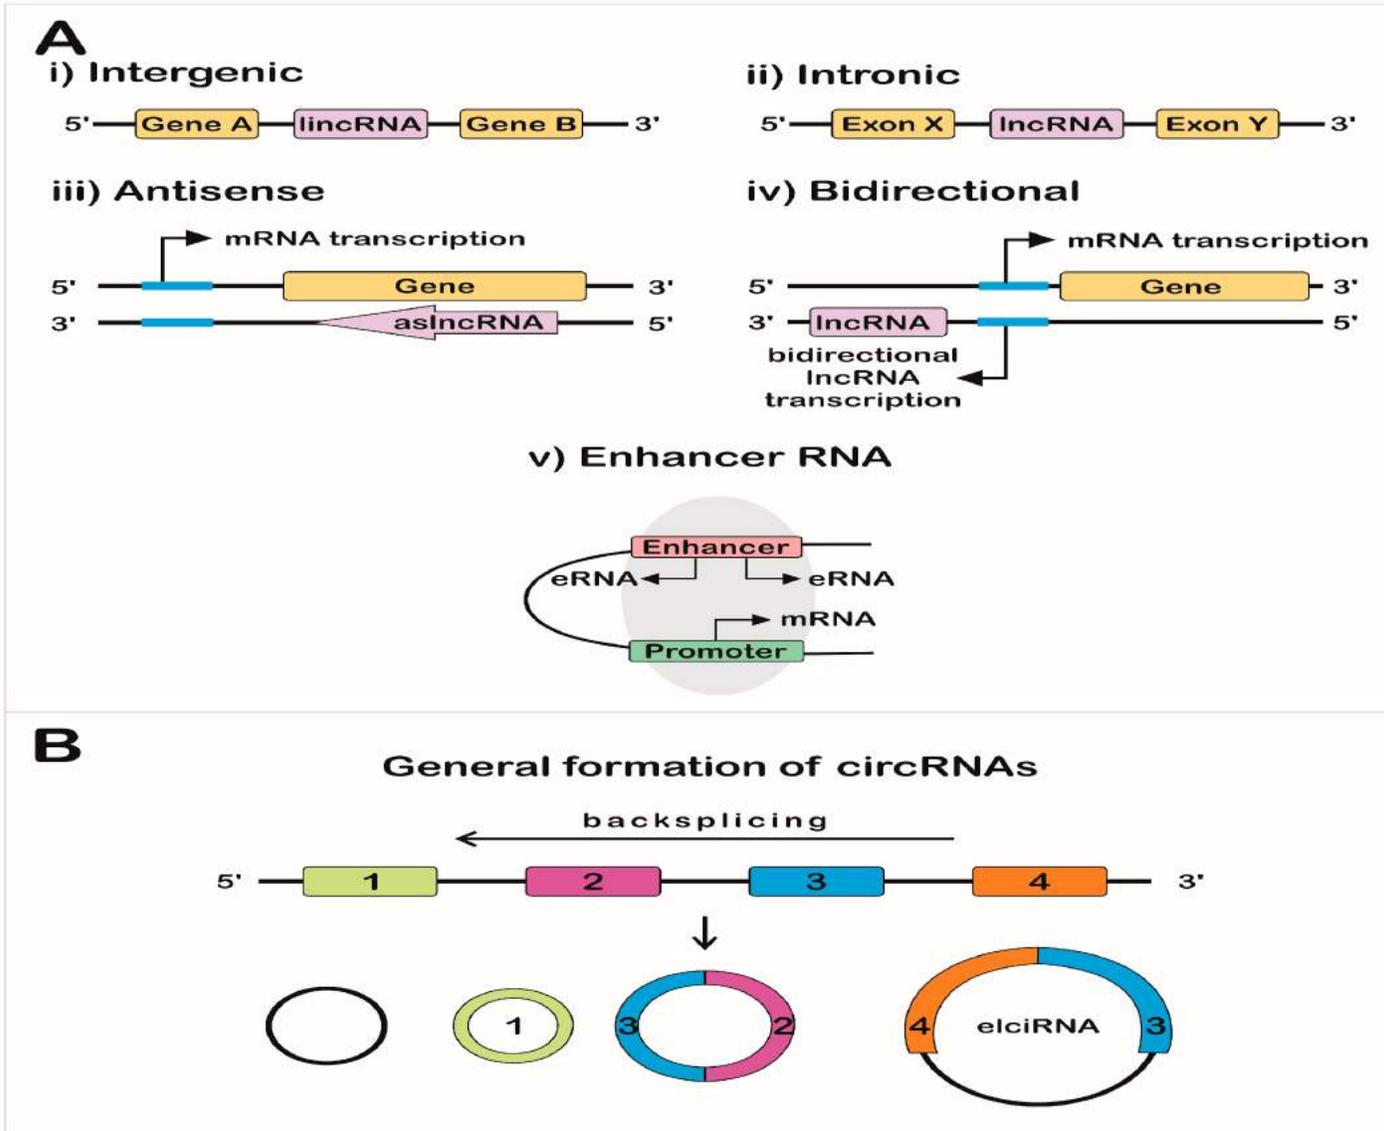 A
i) Intergenic
5' Gene A lincRNA Gene B 3'
ii) Intronic
5' Exon X lncRNA Exon Y 3'
iii) Antisense
mRNA transcription
5' Gene 3'
3' aslncRNA 5'
iv) Bidirectional
mRNA transcription
5' Gene 3'
3' lncRNA 5'
bidirectional
lncRNA
transcription
v) Enhancer RNA
Enhancer
eRNA eRNA
mRNA
Promoter
B
General formation of circRNAs
backsplicing
5' 1 2 3 4 3'
1 3 2 4 elciRNA 3